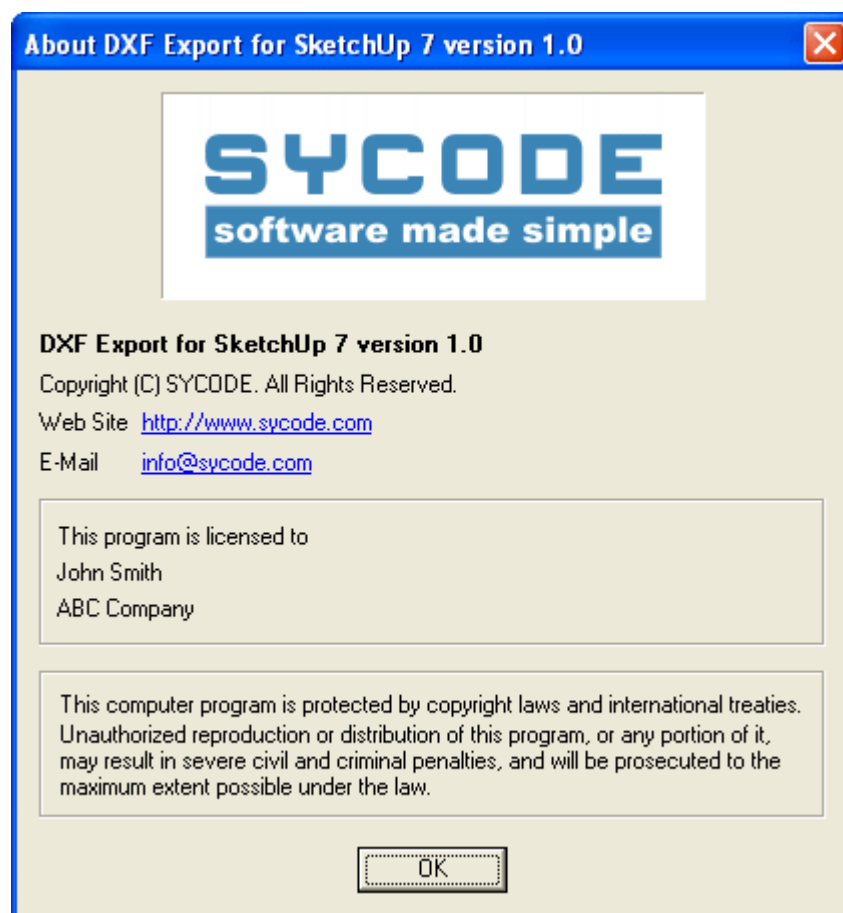 About DXF Export for SketchUp 7 version 1.0
SYCODE
software made simple
DXF Export for SketchUp 7 version 1.0
Copyright (C) SYCODE. All Rights Reserved.
Web Site http://www.sycode.com
E-Mail info@sycode.com
This program is licensed to
John Smith
ABC Company
This computer program is protected by copyright laws and international treaties.
Unauthorized reproduction or distribution of this program, or any portion of it,
may result in severe civil and criminal penalties, and will be prosecuted to the
maximum extent possible under the law.
OK